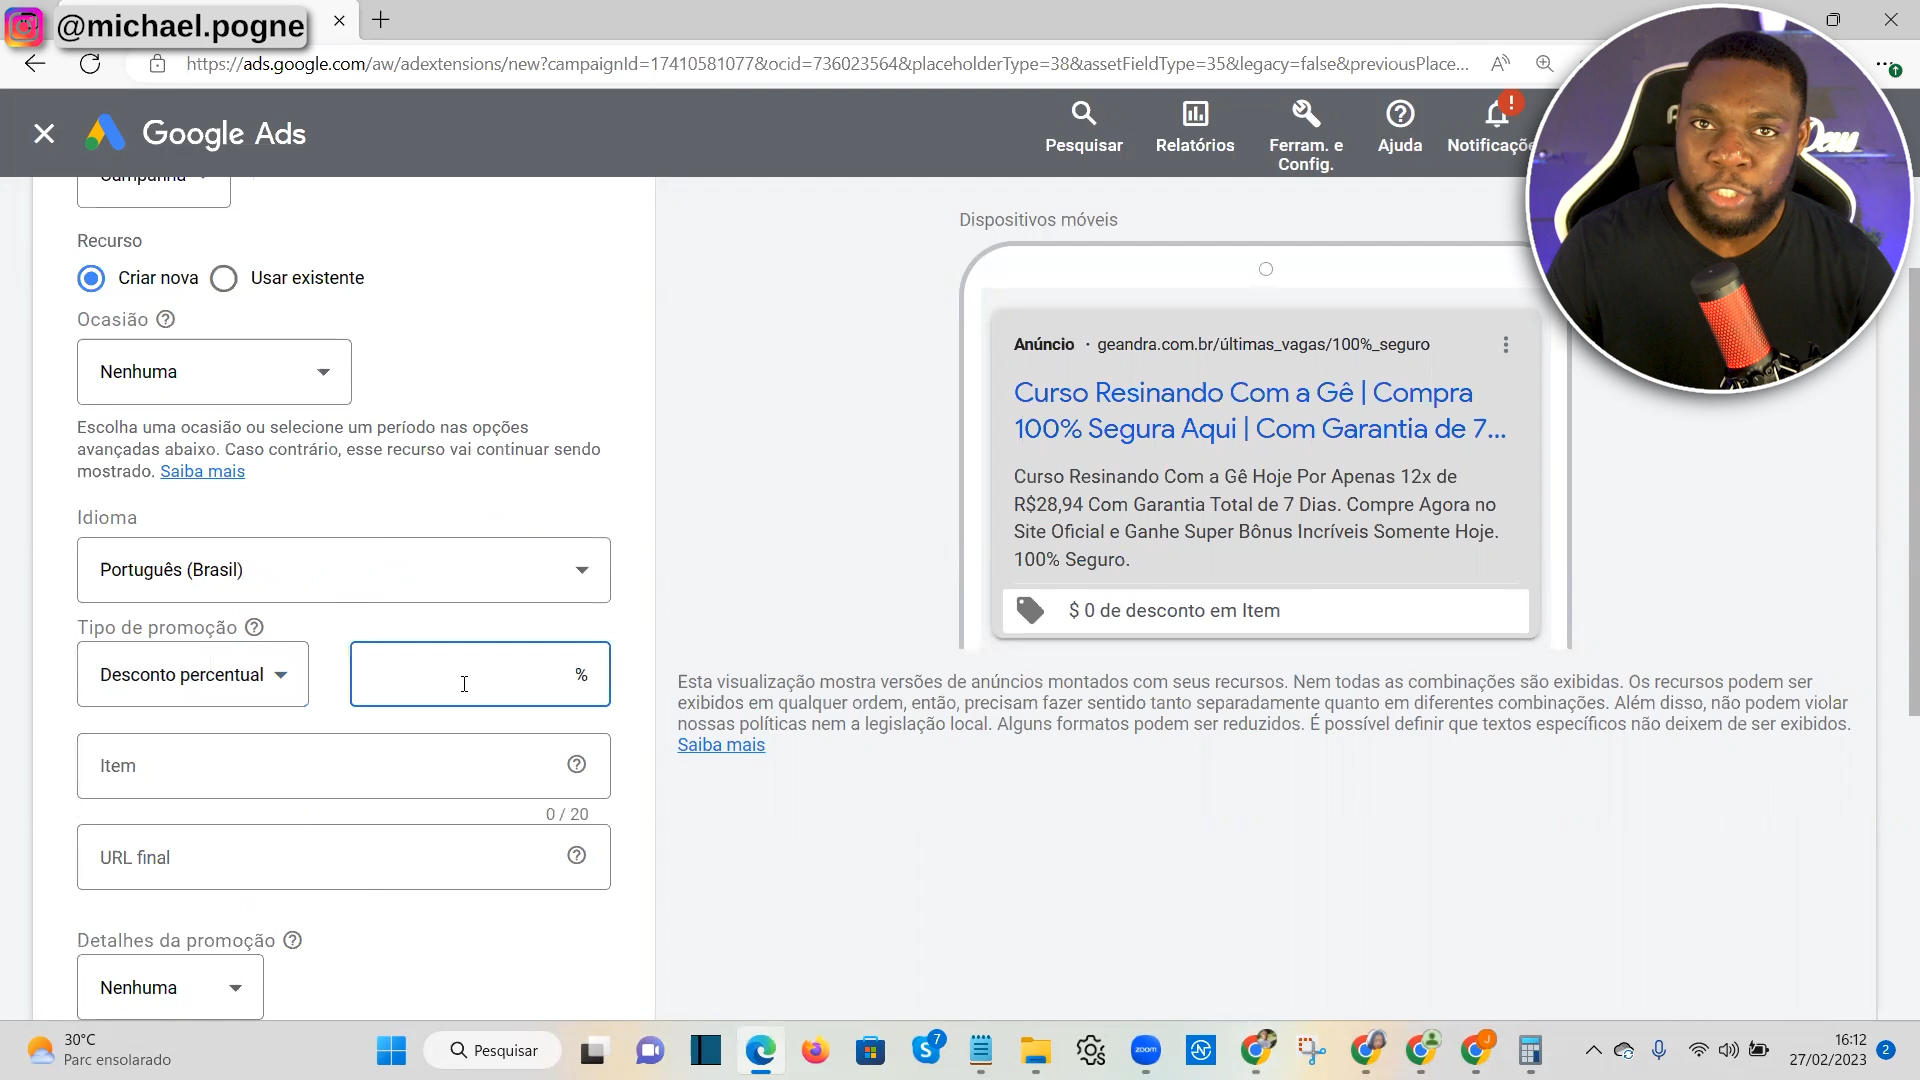 @michael.pogne
https://ads.google.com/aw/adextensions/new?campaignId=17410581077&ocid=736023564&placeholderType=38&assetFieldType=35&legacy=false&previousPlace...
Google Ads
Pesquisar
Relatórios
Ferram. e
Config.
Ajuda
Notificaçõe
Deus
Campanha
Recurso
Criar nova
Usar existente
Ocasião
Nenhuma
Escolha uma ocasião ou selecione um período nas opções
avançadas abaixo. Caso contrário, esse recurso vai continuar sendo
mostrado. Saiba mais
Idioma
Português (Brasil)
Tipo de promoção
Desconto percentual
%
Item
0 / 20
URL final
Detalhes da promoção
Nenhuma
Dispositivos móveis
Anúncio · geandra.com.br/últimas_vagas/100%_seguro
Curso Resinando Com a Gê | Compra
100% Segura Aqui | Com Garantia de 7...
Curso Resinando Com a Gê Hoje Por Apenas 12x de
R$28,94 Com Garantia Total de 7 Dias. Compre Agora no
Site Oficial e Ganhe Super Bônus Incríveis Somente Hoje.
100% Seguro.
$ 0 de desconto em Item
Esta visualização mostra versões de anúncios montados com seus recursos. Nem todas as combinações são exibidas. Os recursos podem ser
exibidos em qualquer ordem, então, precisam fazer sentido tanto separadamente quanto em diferentes combinações. Além disso, não podem violar
nossas políticas nem a legislação local. Alguns formatos podem ser reduzidos. É possível definir que textos específicos não deixem de ser exibidos.
Saiba mais
30°C
Parc ensolarado
Pesquisar
7
zoom
J
16:12
27/02/2023
2